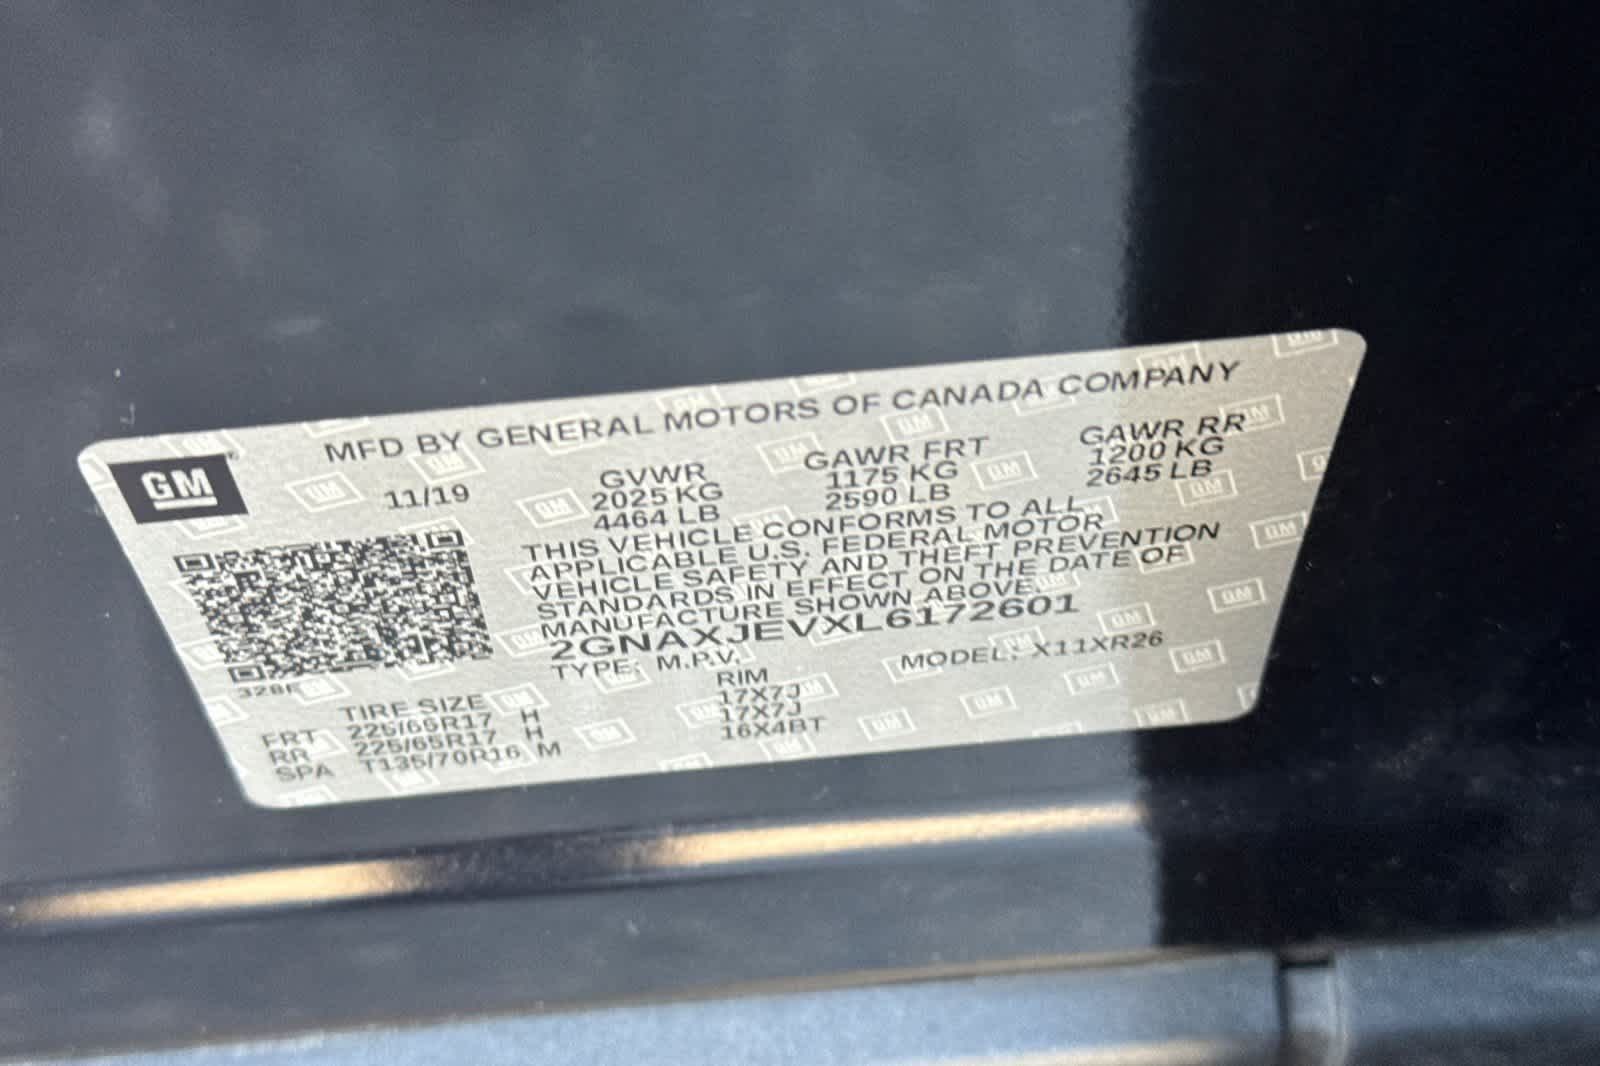 MFD BY GENERAL MOTORS OF CANADA COMPANY
GM
11/19
GVWR
2025 KG
4464 LB
GAWR FRT
1175 KG
2590 LB
GAWR RR
1200 KG
2645 LB
THIS VEHICLE CONFORMS TO ALL
APPLICABLE U.S. FEDERAL MOTOR
VEHICLE SAFETY AND THEFT PREVENTION
STANDARDS IN EFFECT ON THE DATE OF
MANUFACTURE SHOWN ABOVE.
2GNAXJEVXL6172601
TYPE: M.P.V. MODEL: X11XR26
TIRE SIZE RIM
FRT 225/65R17 H 17X7J
RR 225/65R17 H 17X7J
SPA T135/70R16 M 16X4BT